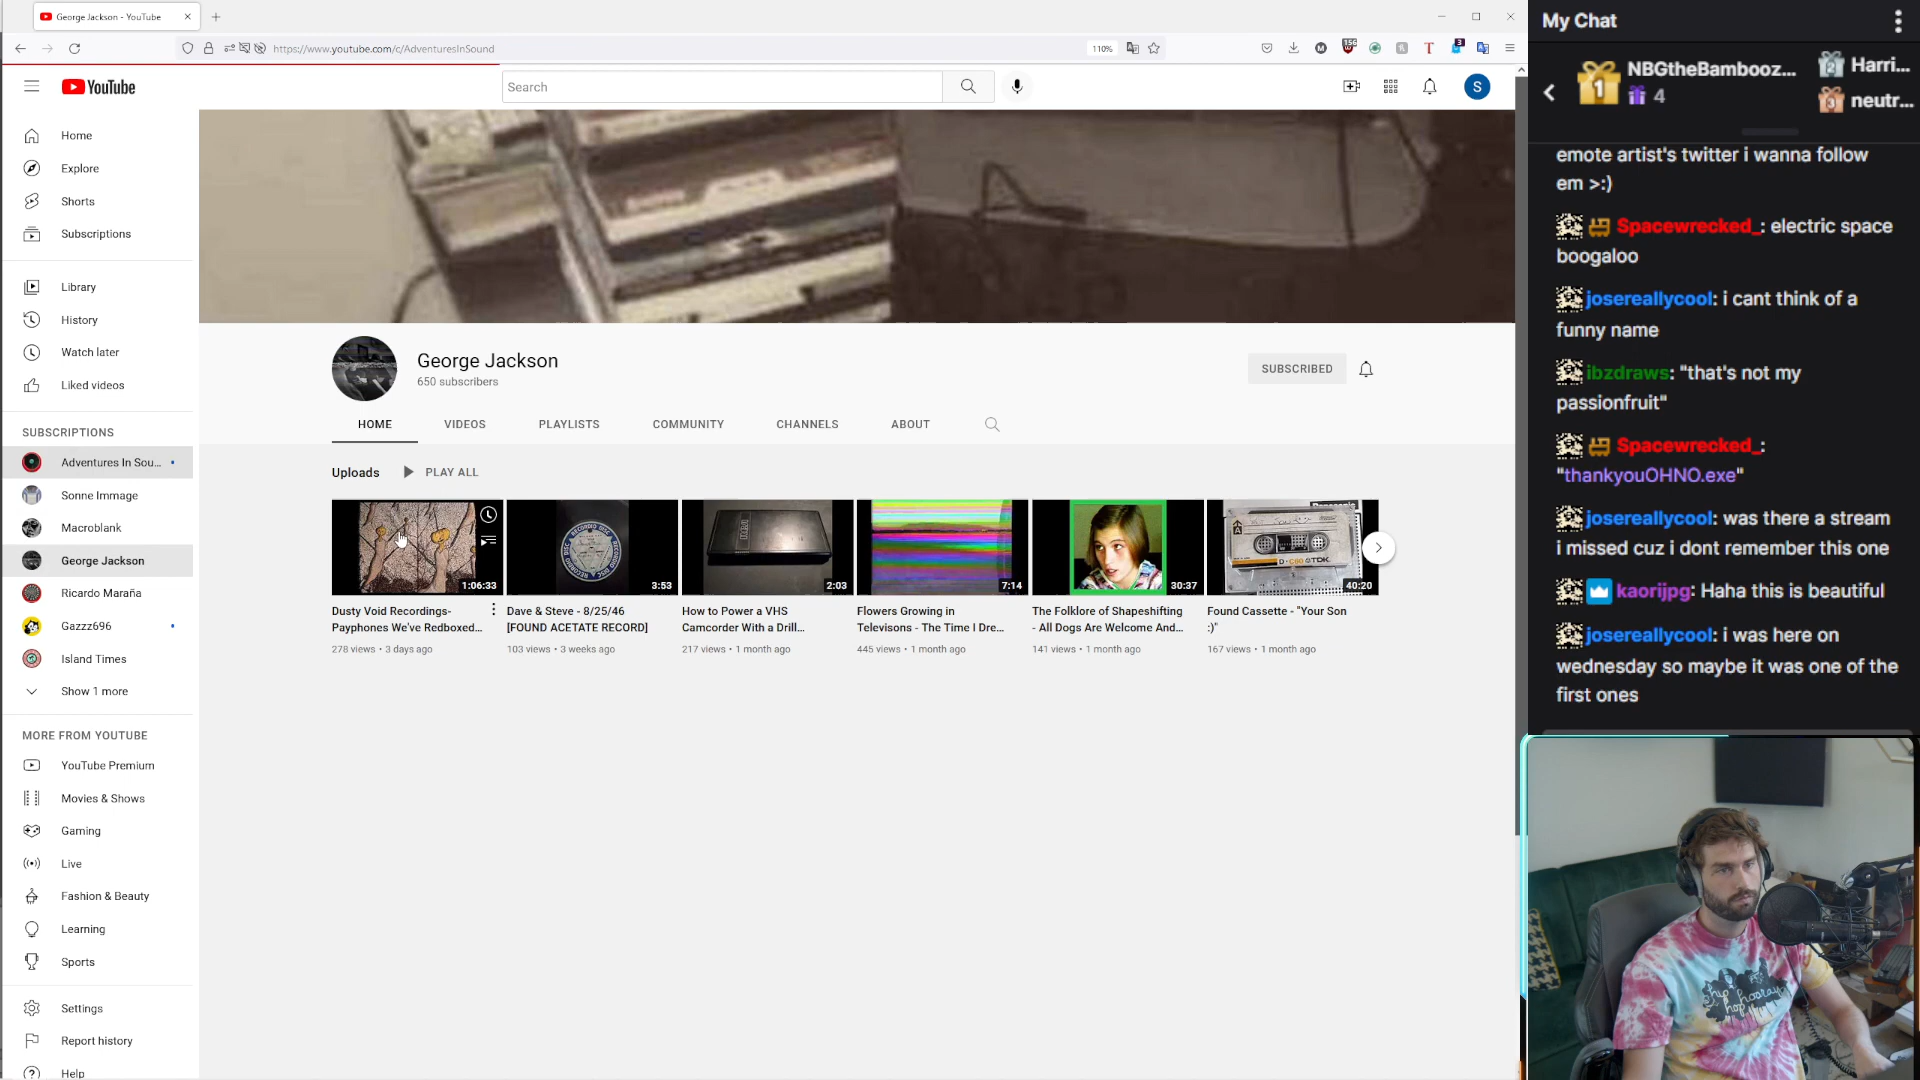 George Jackson - YouTube
https://www.youtube.com/c/AdventuresInSound
110%
156
3
YouTube
Search
S
Home
Explore
Shorts
Subscriptions
Library
History
Watch later
Liked videos
SUBSCRIPTIONS
Adventures In Sou...
Sonne Immage
Macroblank
George Jackson
Ricardo Maraña
Gazzz696
Island Times
Show 1 more
MORE FROM YOUTUBE
YouTube Premium
Movies & Shows
Gaming
Live
Fashion & Beauty
Learning
Sports
Settings
Report history
Help
George Jackson
650 subscribers
SUBSCRIBED
HOME
VIDEOS
PLAYLISTS
COMMUNITY
CHANNELS
ABOUT
Uploads
PLAY ALL
1:06:33
3:53
2:03
7:14
30:37
40:20
Dusty Void Recordings-
Payphones We've Redboxed...
278 views • 3 days ago
Dave & Steve - 8/25/46
[FOUND ACETATE RECORD]
103 views • 3 weeks ago
How to Power a VHS
Camcorder With a Drill...
217 views • 1 month ago
Flowers Growing in
Televisons - The Time I Dre...
445 views • 1 month ago
The Folklore of Shapeshifting
- All Dogs Are Welcome And...
141 views • 1 month ago
Found Cassette - "Your Son
:)"
167 views • 1 month ago
My Chat
1
NBGtheBambooz...
4
2
Harri...
3
neutr...
emote artist's twitter i wanna follow
em >:)
Spacewrecked_: electric space
boogaloo
josereallycool: i cant think of a
funny name
ibzdraws: "that's not my
passionfruit"
Spacewrecked_:
"thankyouOHNO.exe"
josereallycool: was there a stream
i missed cuz i dont remember this one
kaorijpg: Haha this is beautiful
josereallycool: i was here on
wednesday so maybe it was one of the
first ones
hip hooray
hop